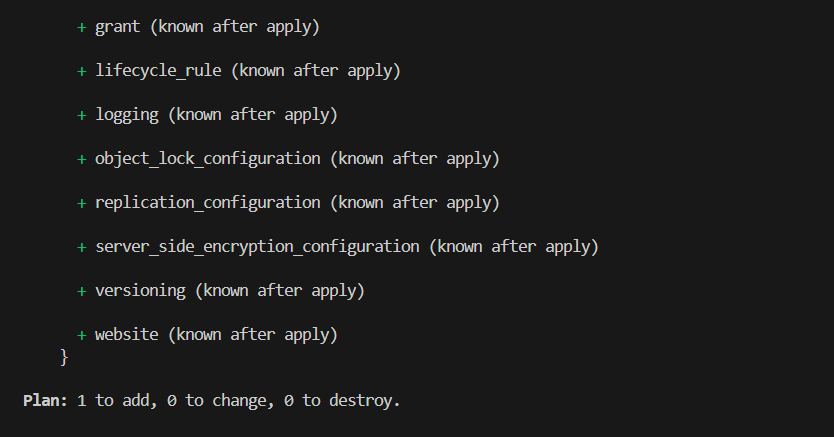 + grant (known after apply)
+ lifecycle_rule (known after apply)
+ logging (known after apply)
+ object_lock_configuration (known after apply)
+ replication_configuration (known after apply)
+ server_side_encryption_configuration (known after apply)
+ versioning (known after apply)
+ website (known after apply)
}
Plan: 1 to add, 0 to change, 0 to destroy.